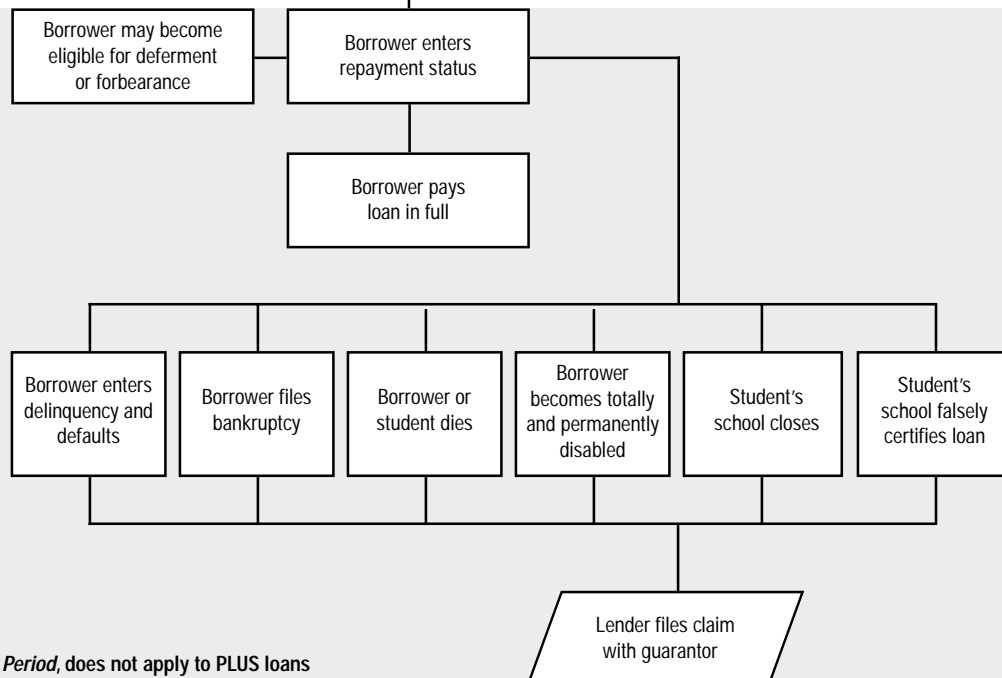 Borrower may become
eligible for deferment
or forbearance
Borrower enters
repayment status
Borrower pays
loan in full
Borrower enters
delinquency and
defaults
Borrower files
bankruptcy
Borrower or
student dies
Borrower
becomes totally
and permanently
disabled
Student's
school closes
Student's
school falsely
certifies loan
Lender files claim
with guarantor
Period, does not apply to PLUS loans